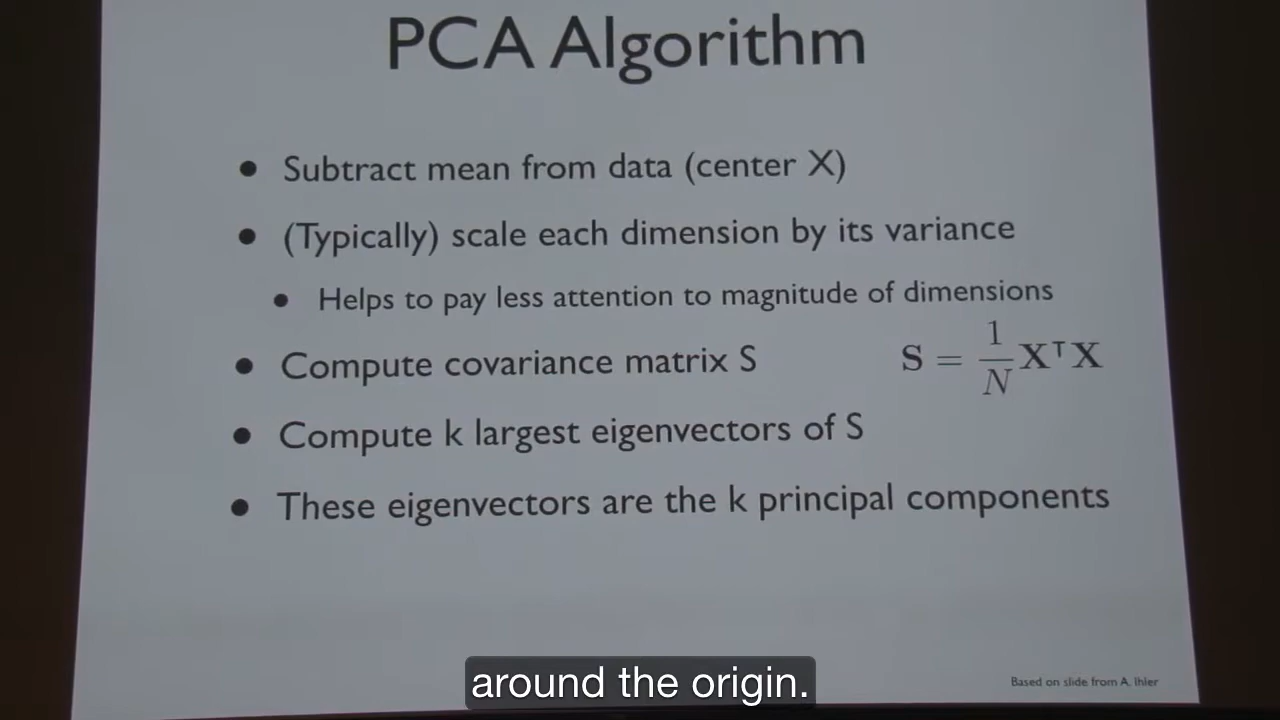 PCA Algorithm
• Subtract mean from data (center X)
• (Typically) scale each dimension by its variance
• Helps to pay less attention to magnitude of dimensions
• Compute covariance matrix S
S = 1/N XᵀX
• Compute k largest eigenvectors of S
• These eigenvectors are the k principal components
around the origin.
Based on slide from A. Ihler